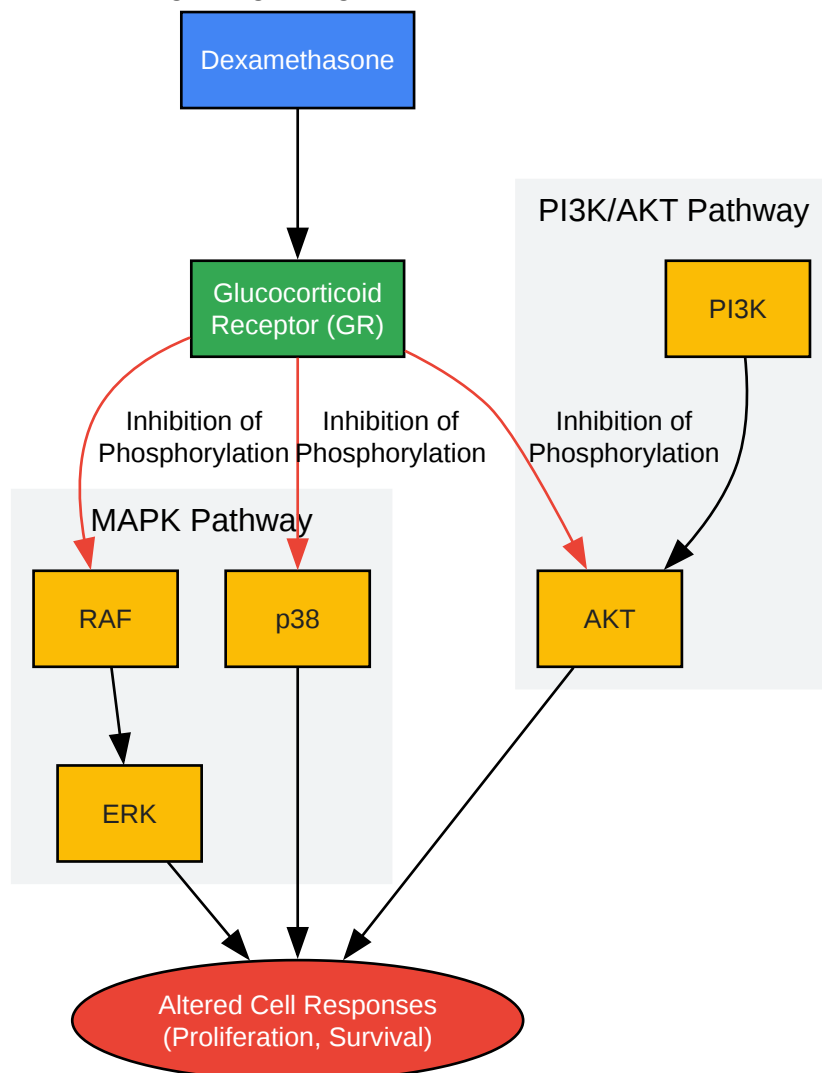 Dexamethasone
PI3K/AKT Pathway
Glucocorticoid
Receptor (GR)
PI3K
Inhibition of
Phosphorylation
Inhibition of
Phosphorylation
Inhibition of
Phosphorylation
MAPK Pathway
RAF
p38
AKT
ERK
Altered Cell Responses
(Proliferation, Survival)